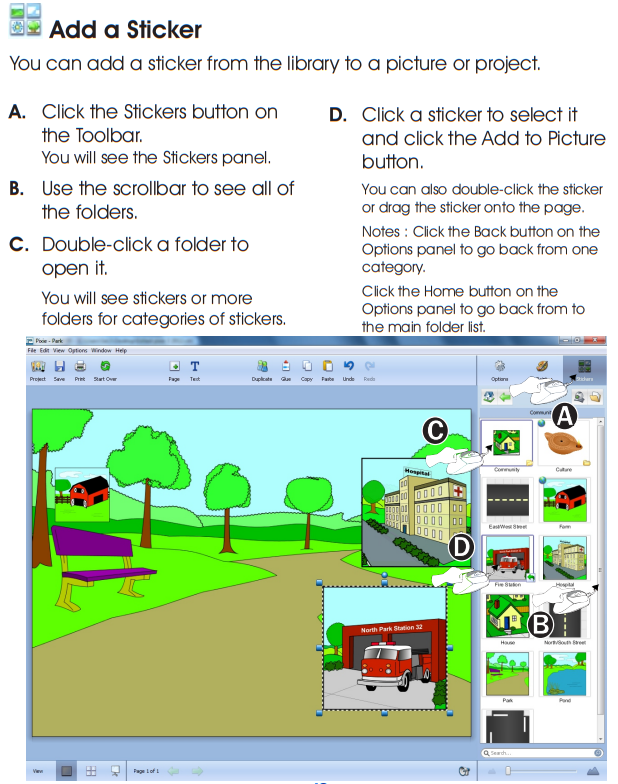 Add a Sticker
You can add a sticker from the library to a picture or project.
A. Click the Stickers button on
the Toolbar.
You will see the Stickers panel.
B. Use the scrollbar to see all of
the folders.
C. Double-click a folder to
open it.
You will see stickers or more
folders for categories of stickers.
D. Click a sticker to select it
and click the Add to Picture
button.
You can also double-click the sticker
or drag the sticker onto the page.
Notes : Click the Back button on the
Options panel to go back from one
category.
Click the Home button on the
Options panel to go back from to
the main folder list.
Pixie - Park
File Edit View Options Window Help
Project Save Print Start Over Page Text Duplicate Glue Copy Paste Undo Redo Options Stickers
A
C
Hospital
Community Culture
East/West Street Farm
D
Fire Station Hospital
North Park Station 32
B
House North/South Street
Park Pond
Search...
View Page 1 of 1